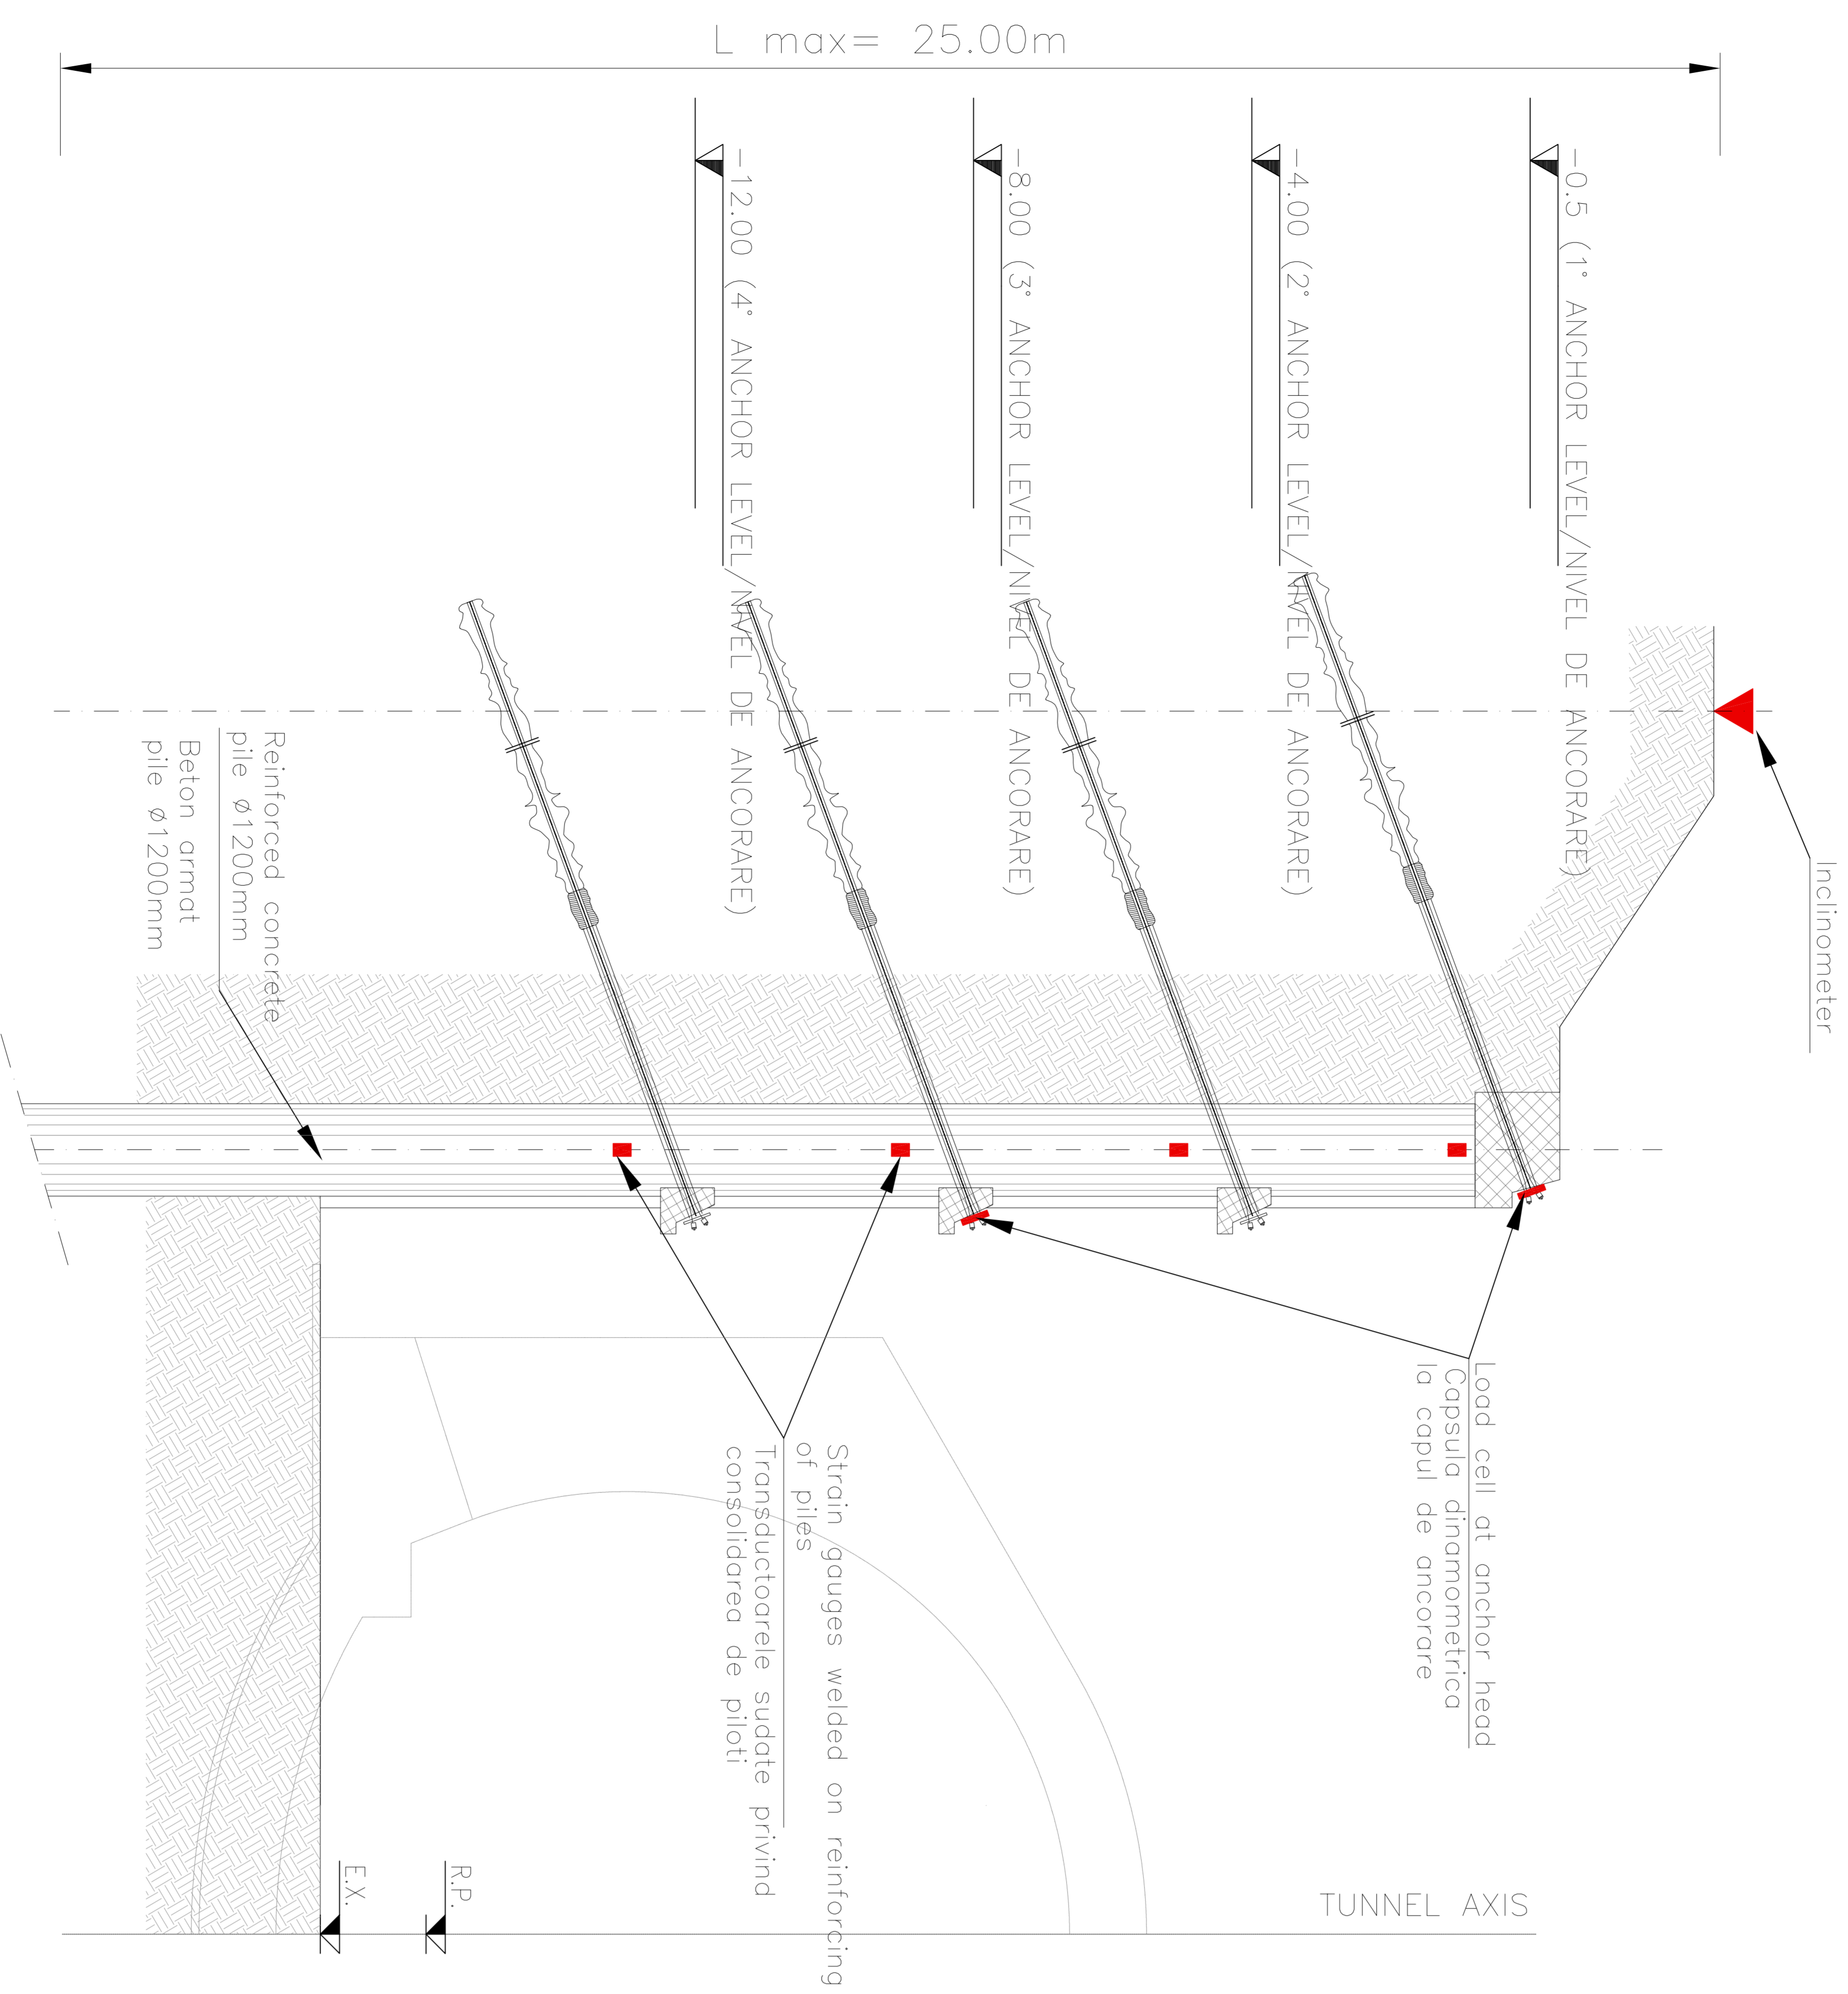 L max= 25.00m
Inclinometer
-0.5 (1° ANCHOR LEVEL/NIVEL DE ANCORARE)
-4.00 (2° ANCHOR LEVEL/NIVEL DE ANCORARE)
-8.00 (3° ANCHOR LEVEL/NIVEL DE ANCORARE)
-12.00 (4° ANCHOR LEVEL/NIVEL DE ANCORARE)
Reinforced concrete
pile ø1200mm
Beton armat
pile ø1200mm
Load cell at anchor head
Capsula dinamometrica
la capul de ancorare
Strain gauges welded on reinforcing
of piles
Transductoarele sudate privind
consolidarea de piloti
R.P.
E.X.
TUNNEL AXIS